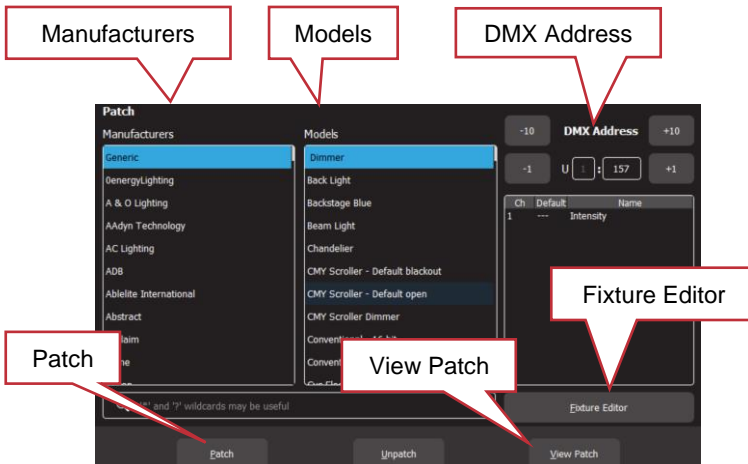 Manufacturers
Models
DMX Address
Patch
Manufacturers
Models
-10
DMX Address
+10
-1
U 1 : 157
+1
Generic
0energyLighting
A & O Lighting
AAdyn Technology
AC Lighting
ADB
Ablelite International
Abstract
Dimmer
Back Light
Backstage Blue
Beam Light
Chandelier
CMY Scroller - Default blackout
CMY Scroller - Default open
CMY Scroller Dimmer
Ch Default Name
1 --- Intensity
Fixture Editor
Patch
View Patch
and '?' wildcards may be useful
Fixture Editor
Patch
Unpatch
View Patch